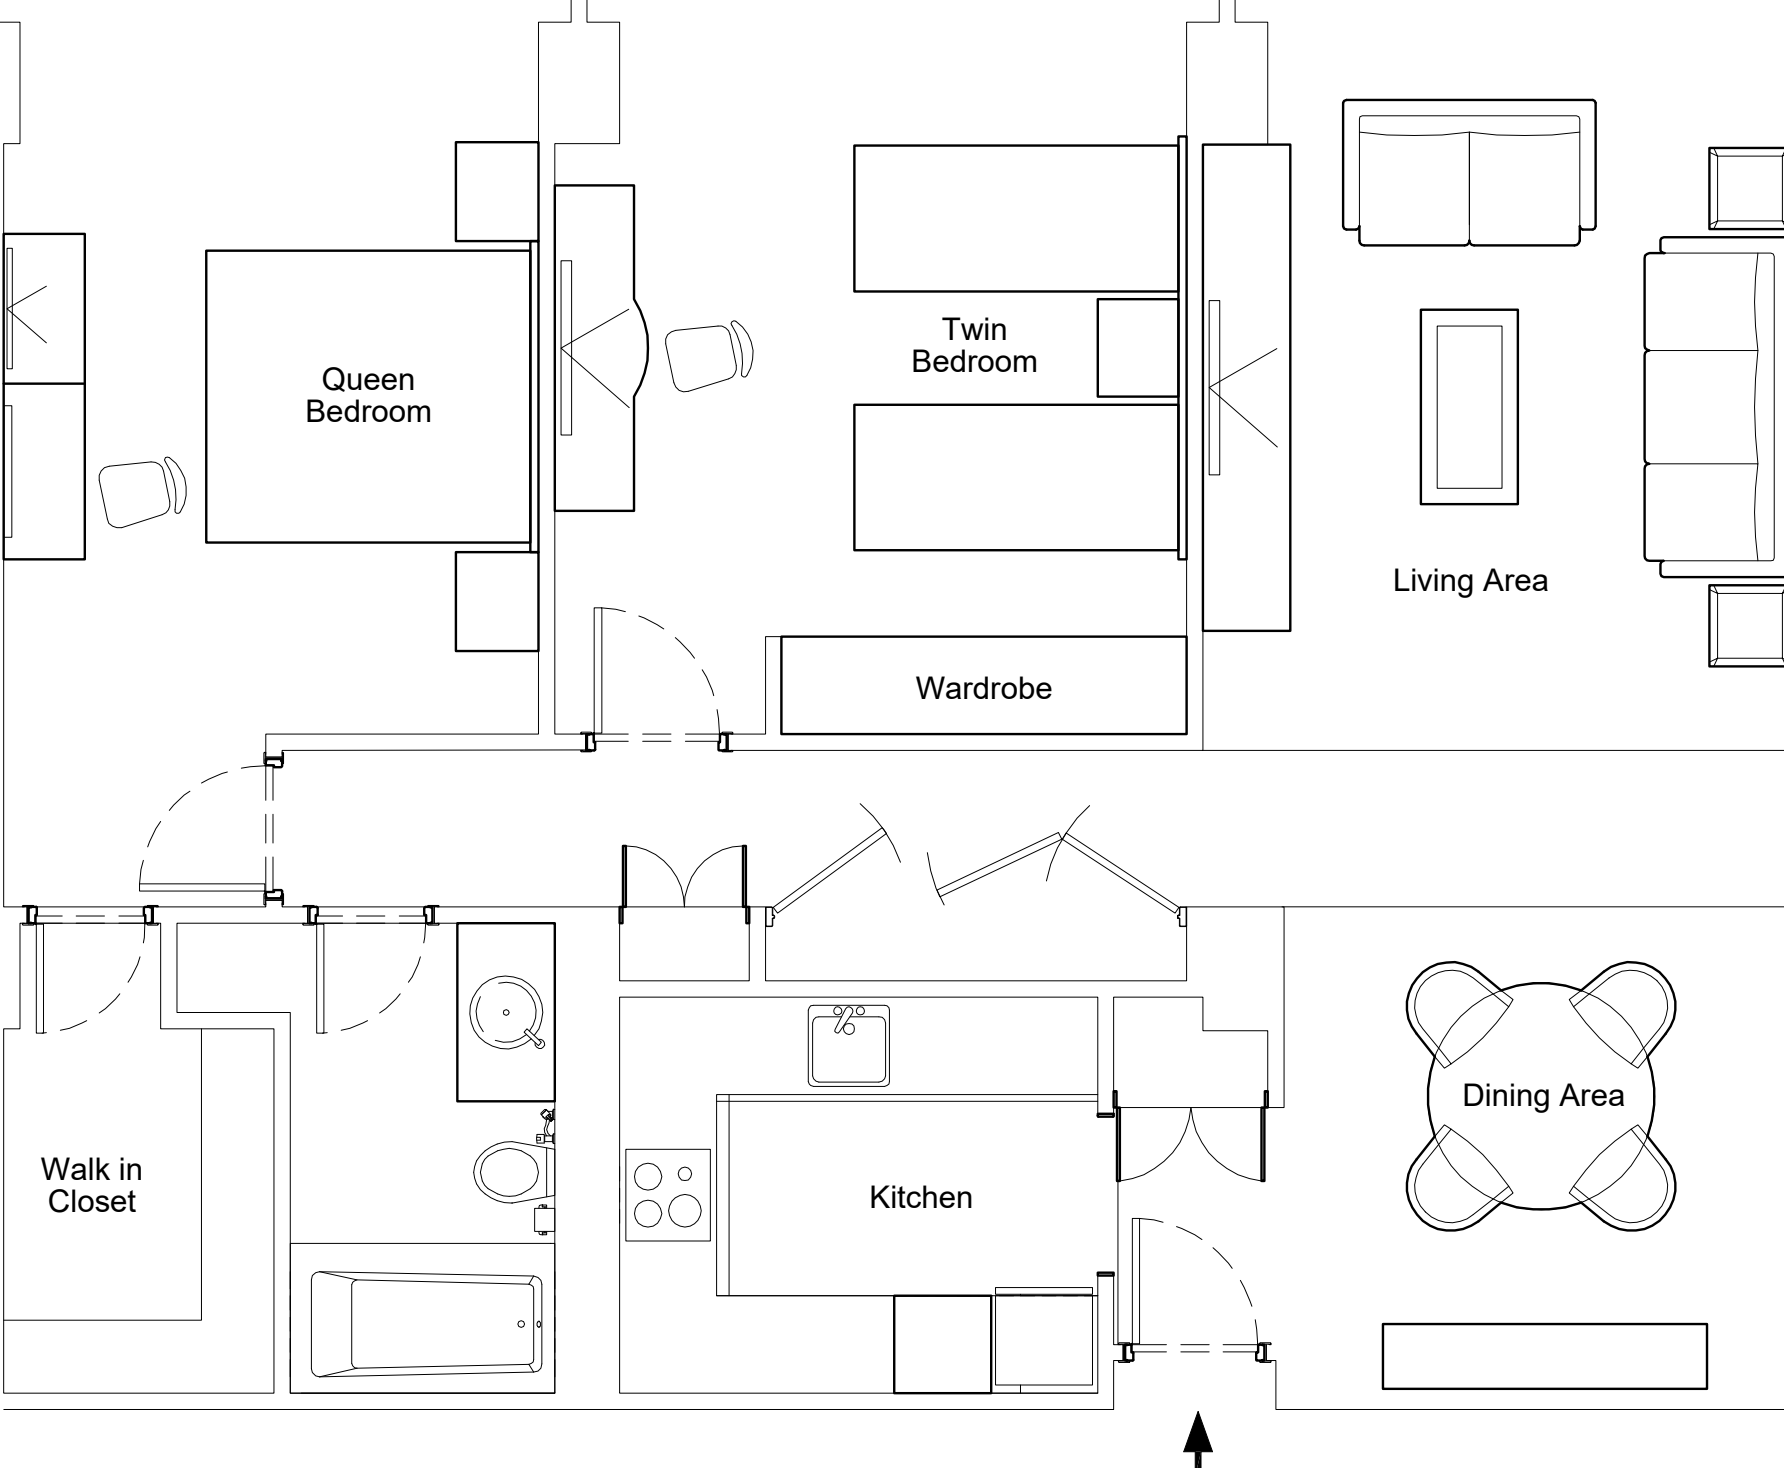 Queen
Bedroom
Twin
Bedroom
Living Area
Wardrobe
Walk in
Closet
Kitchen
Dining Area